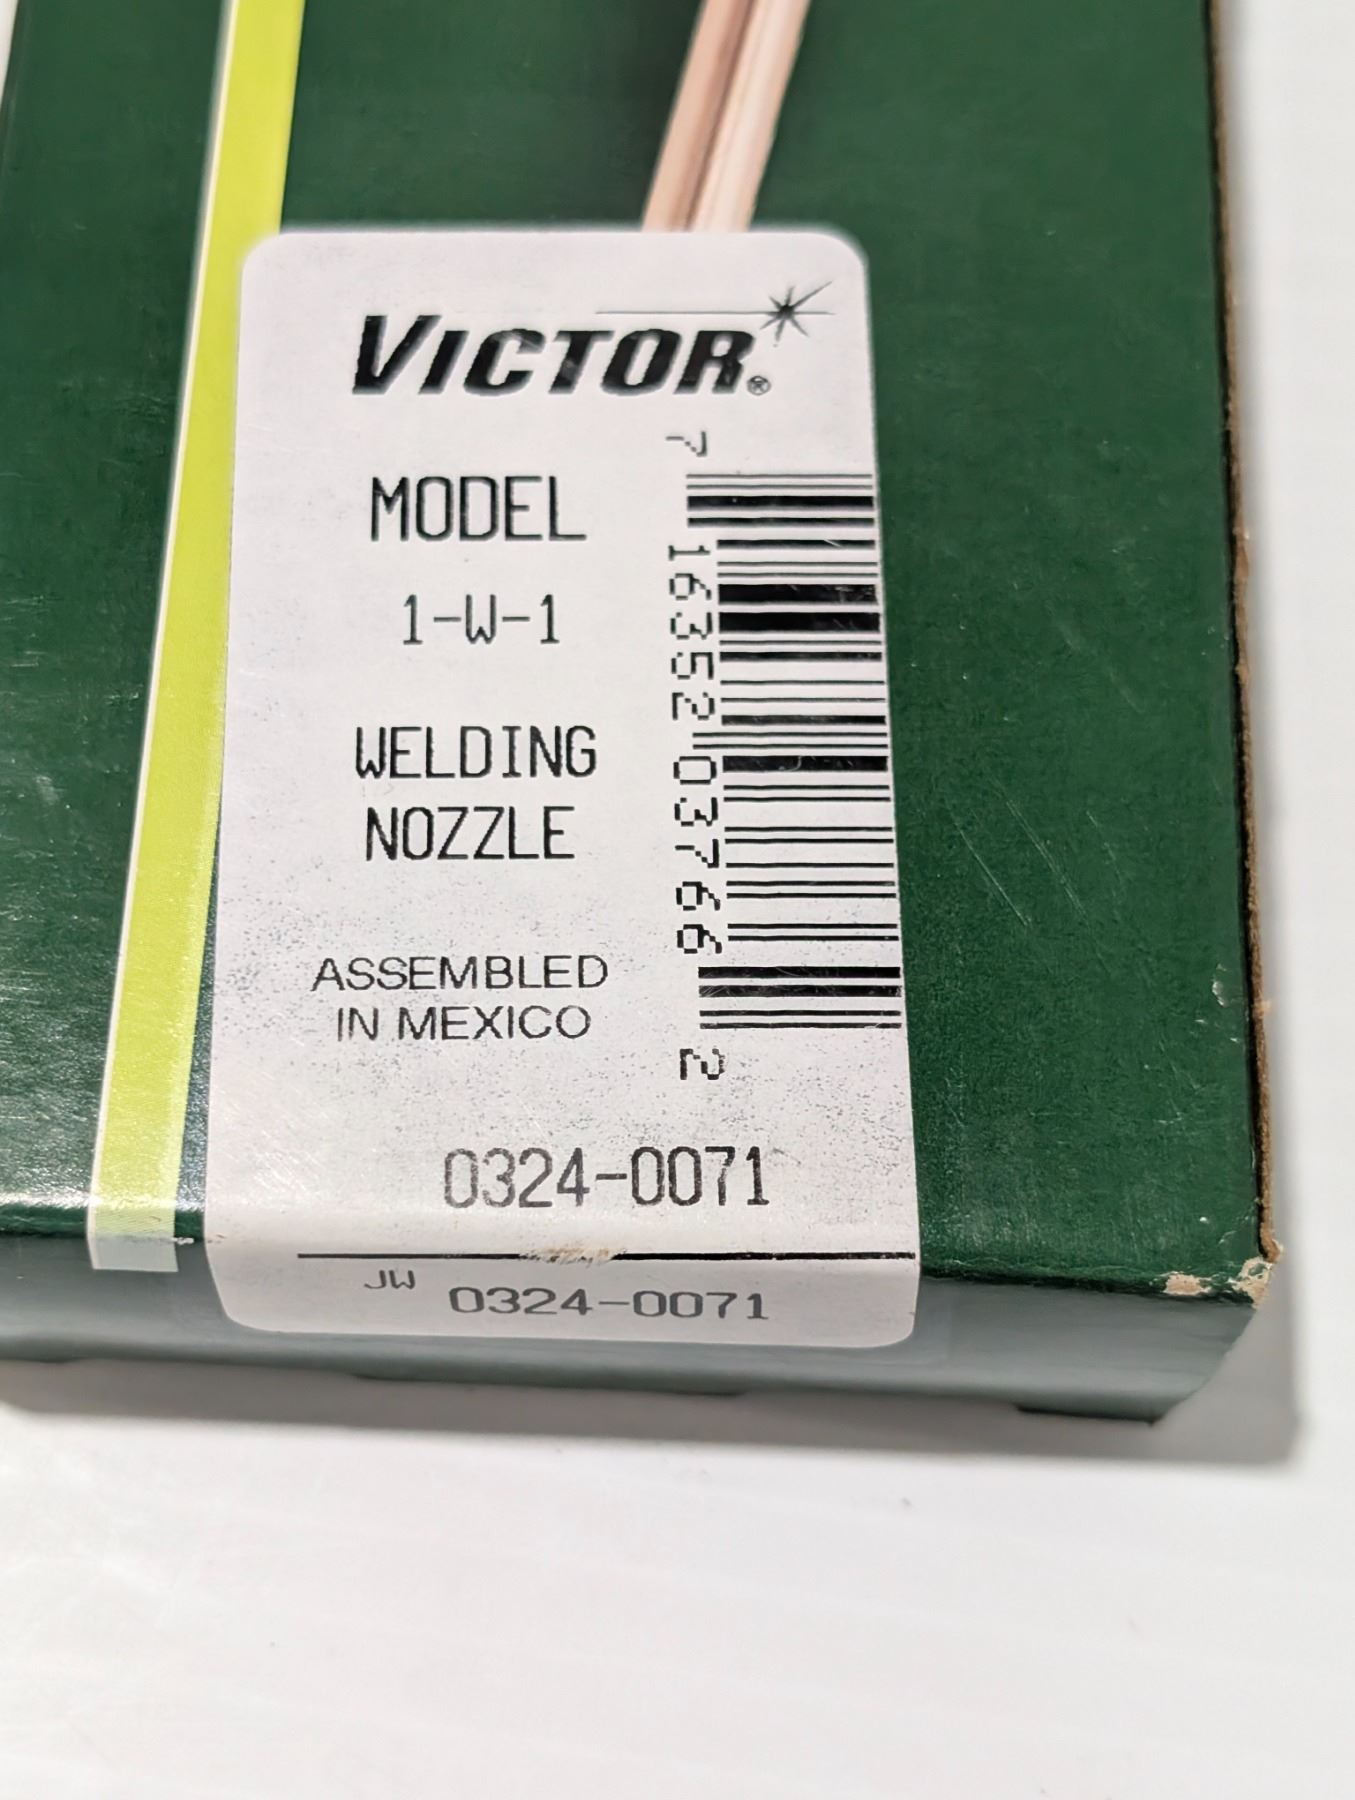 VICTOR®
MODEL
1-W-1
WELDING
NOZZLE
ASSEMBLED
IN MEXICO
7 16352 03766 2
0324-0071
JW 0324-0071